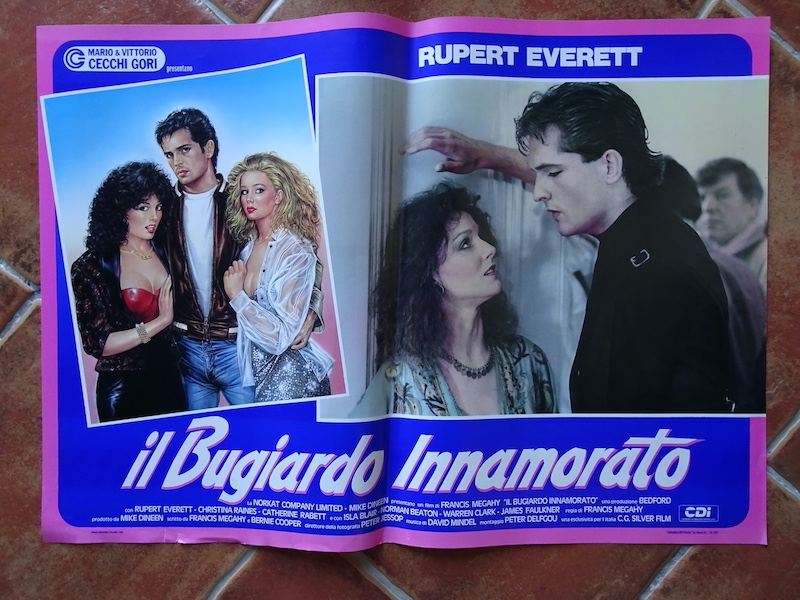 MARIO & VITTORIO
CECCHI GORI
presentano
RUPERT EVERETT
il Bugiardo Innamorato
la NORKAT COMPANY LIMITED - MIKE DINEEN presentano un film di FRANCIS MEGAHY "IL BUGIARDO INNAMORATO" una produzione BEDFORD
con RUPERT EVERETT - CHRISTINA RAINES - CATHERINE RABETT e con ISLA BLAIR - NORMAN BEATON - WARREN CLARK - JAMES FAULKNER regia di FRANCIS MEGAHY
prodotto da MIKE DINEEN scritto da FRANCIS MEGAHY e BERNIE COOPER direttore della fotografia PETER JESSOP musica di DAVID MINDEL montaggio PETER DELFGOU una esclusività per l'Italia C.G. SILVER FILM
CDI